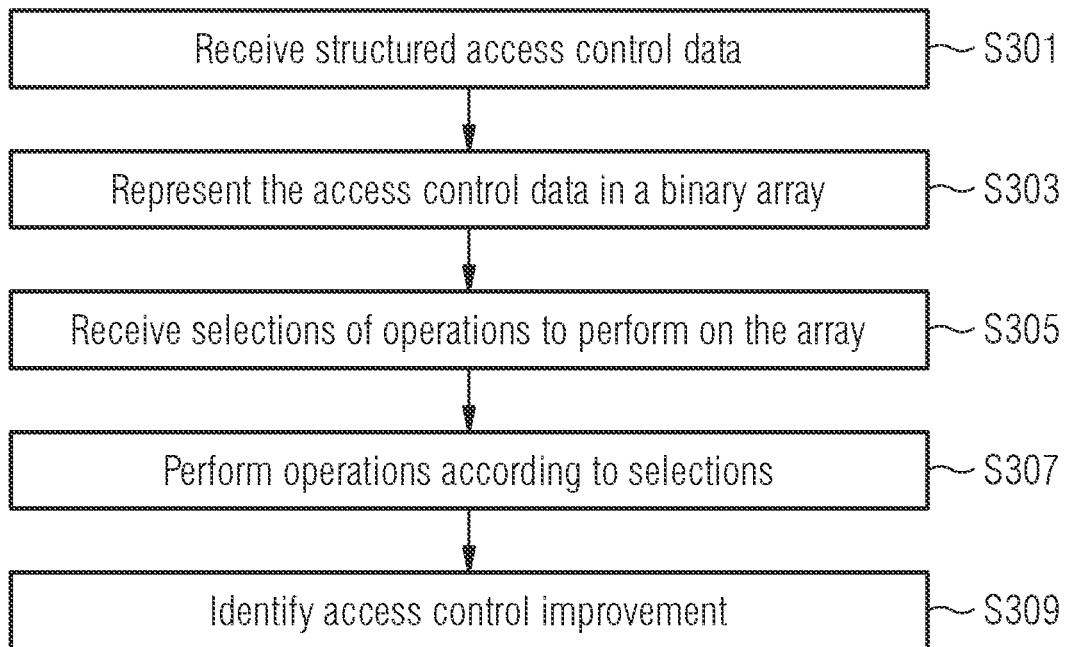 Receive structured access control data S301
Represent the access control data in a binary array S303
Receive selections of operations to perform on the array S305
Perform operations according to selections S307
Identify access control improvement S309